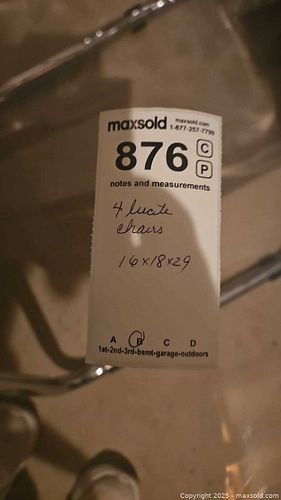 maxsold maxsold.com
1-877-257-7799
876 C
P
notes and measurements
4 lucite
chairs
16x18x29
A B C D
1st-2nd-3rd-bsmt-garage-outdoors
Copyright 2025 - maxsold.com